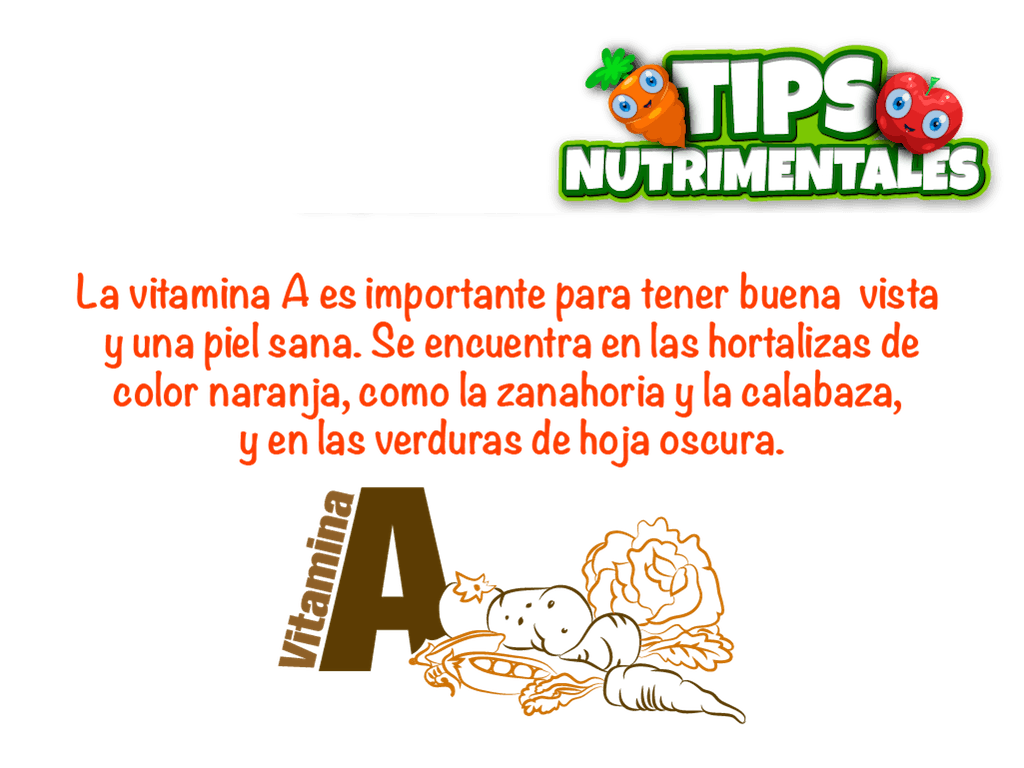 TIPS
NUTRIMENTALES
La vitamina A es importante para tener buena vista
y una piel sana. Se encuentra en las hortalizas de
color naranja, como la zanahoria y la calabaza,
y en las verduras de hoja oscura.
Vitamina
A